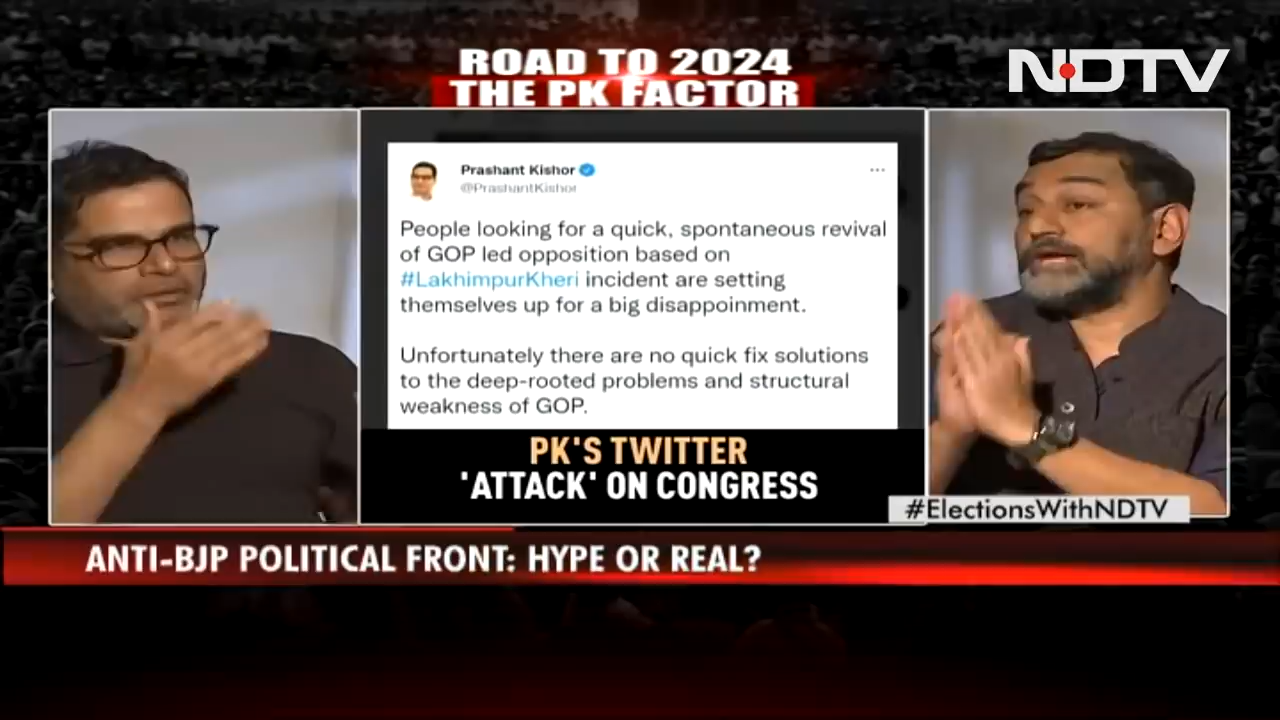 ROAD TO 2024
THE PK FACTOR
NDTV
Prashant Kishor
@PrashantKishor
People looking for a quick, spontaneous revival
of GOP led opposition based on
#LakhimpurKheri incident are setting
themselves up for a big disappoinment.
Unfortunately there are no quick fix solutions
to the deep-rooted problems and structural
weakness of GOP.
PK'S TWITTER
'ATTACK' ON CONGRESS
#ElectionsWithNDTV
ANTI-BJP POLITICAL FRONT: HYPE OR REAL?